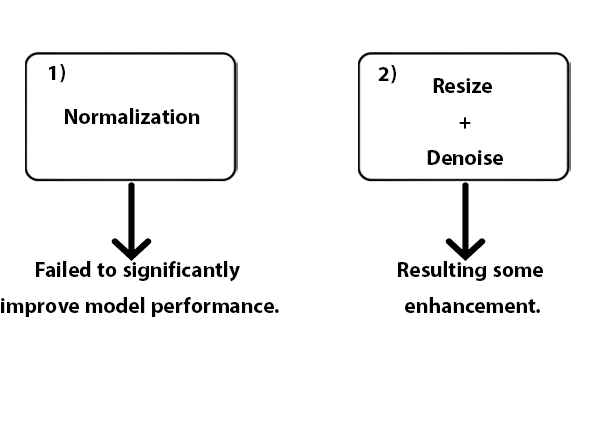 1)
Normalization
Failed to significantly
improve model performance.
2)
Resize
+
Denoise
Resulting some
enhancement.